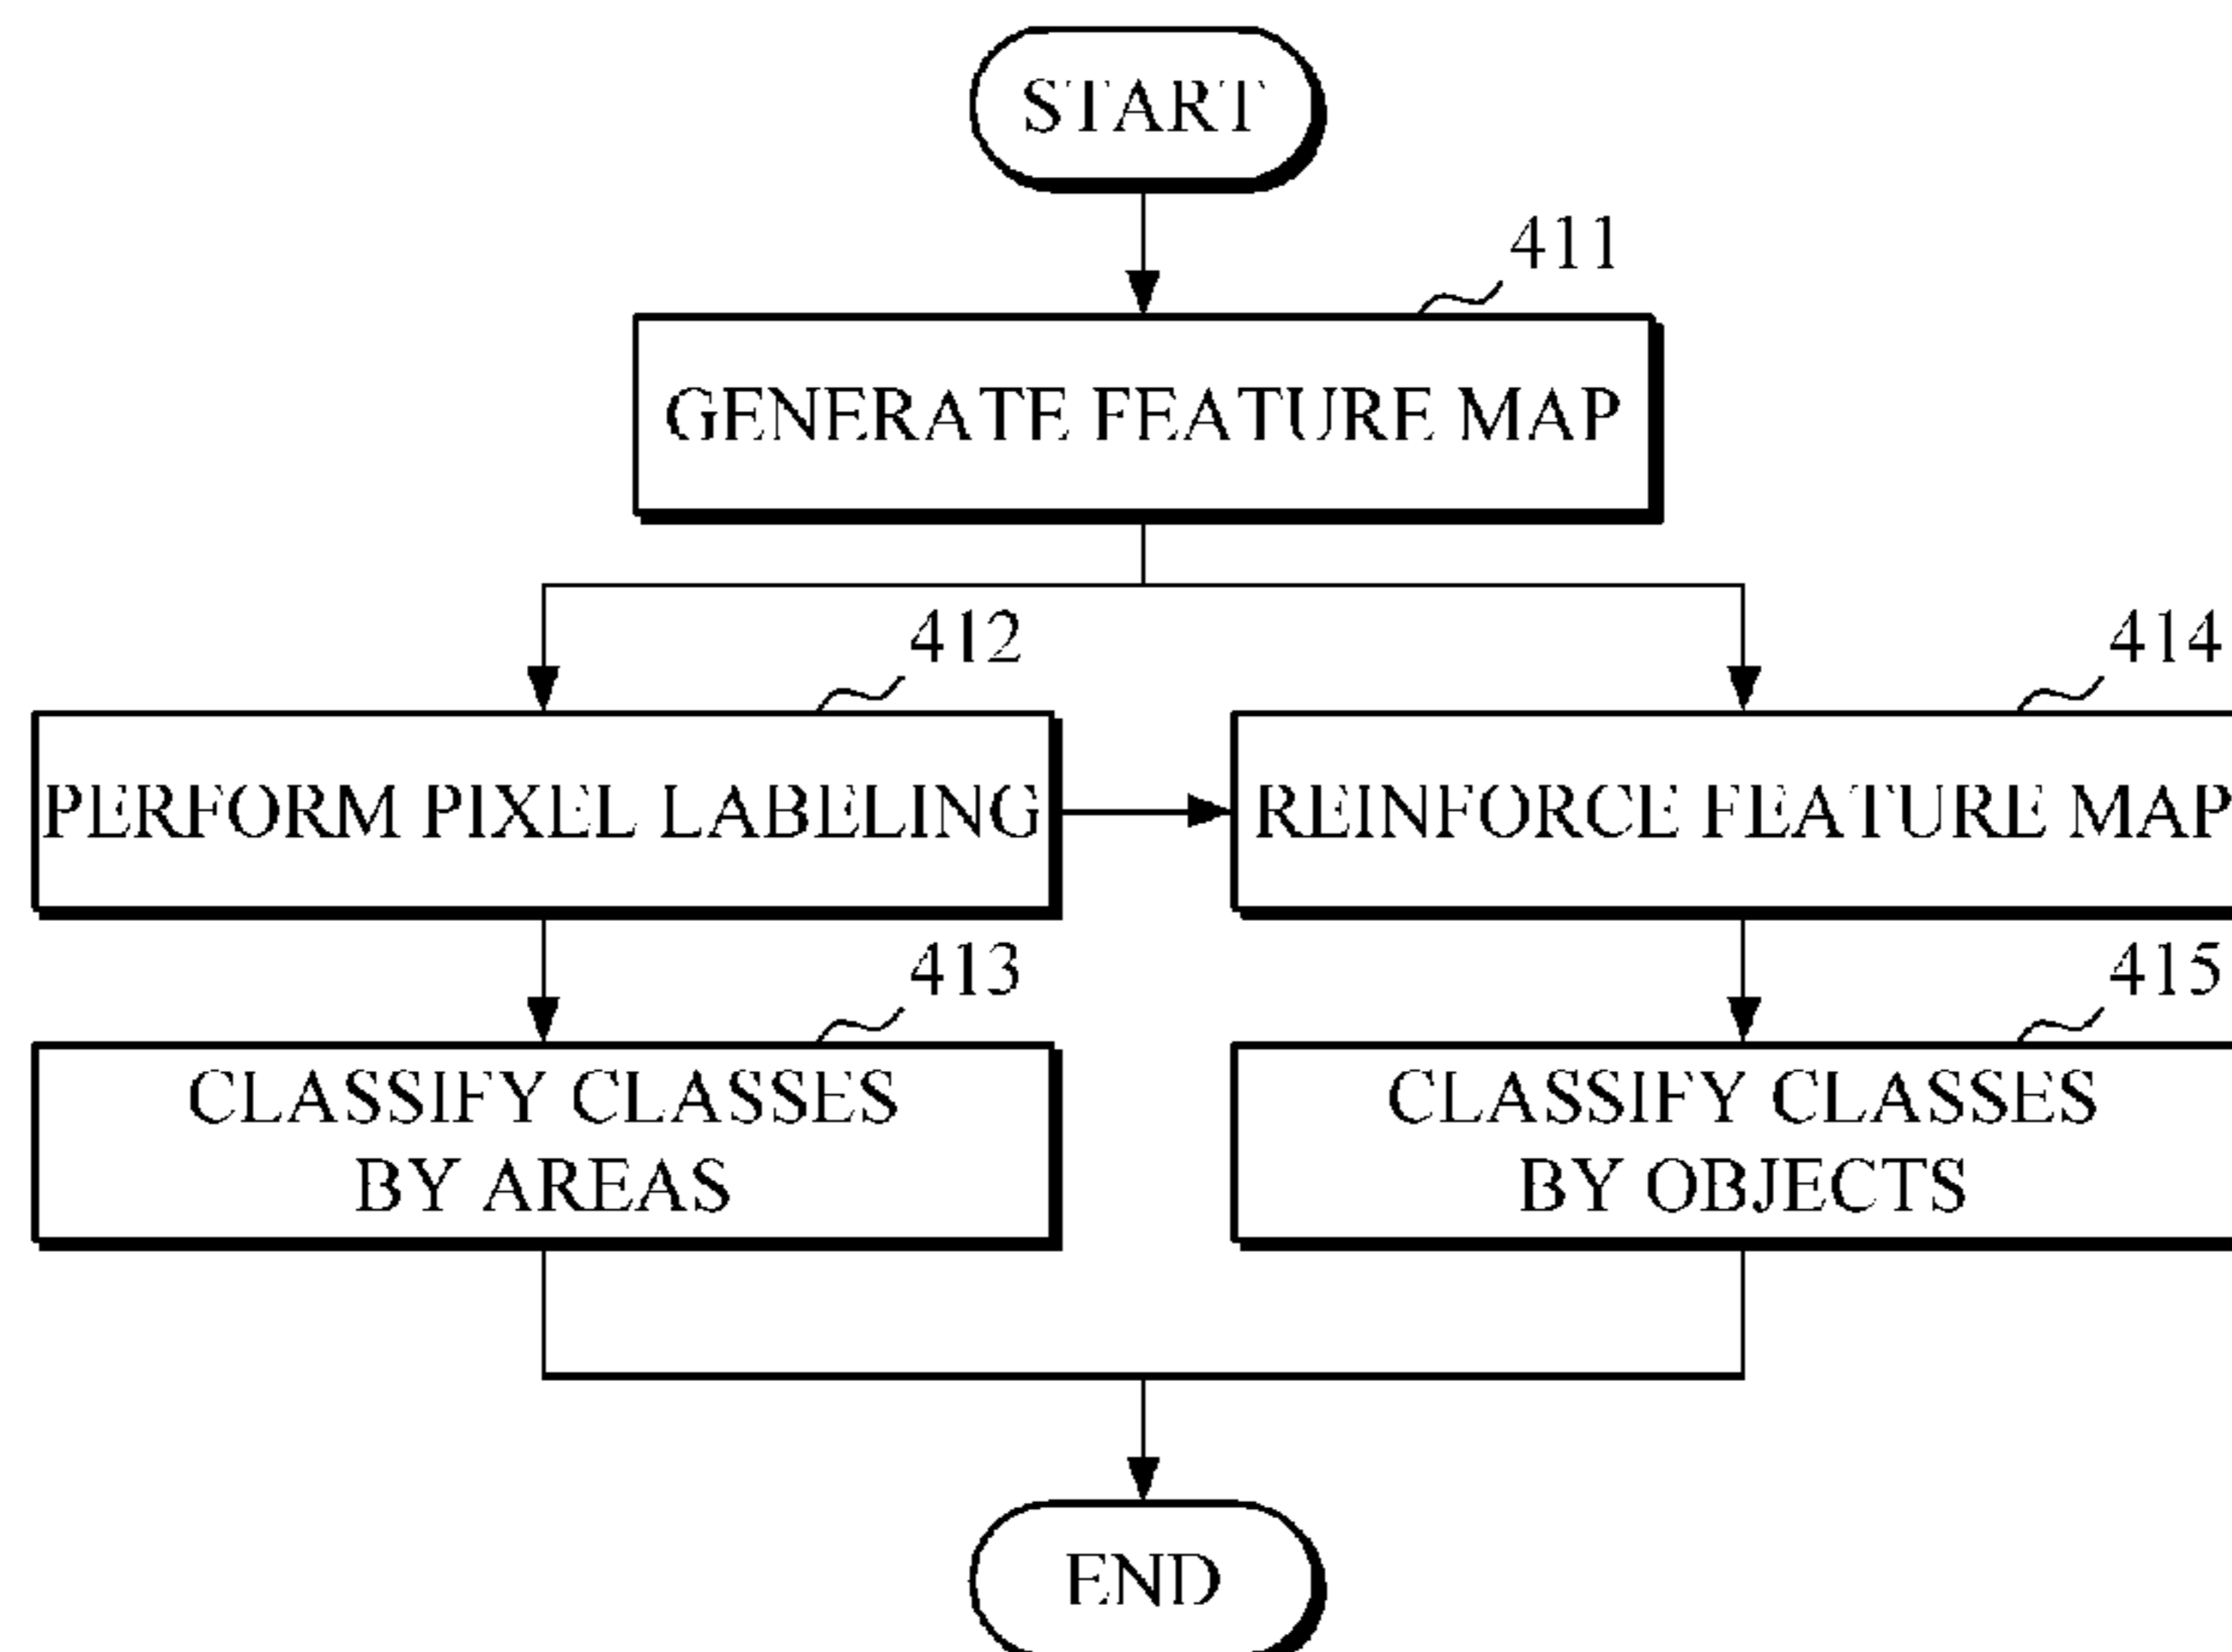 START
411
GENERATE FEATURE MAP
412
414
PERFORM PIXEL LABELING
REINFORCE FEATURE MAP
413
415
CLASSIFY CLASSES
BY AREAS
CLASSIFY CLASSES
BY OBJECTS
END